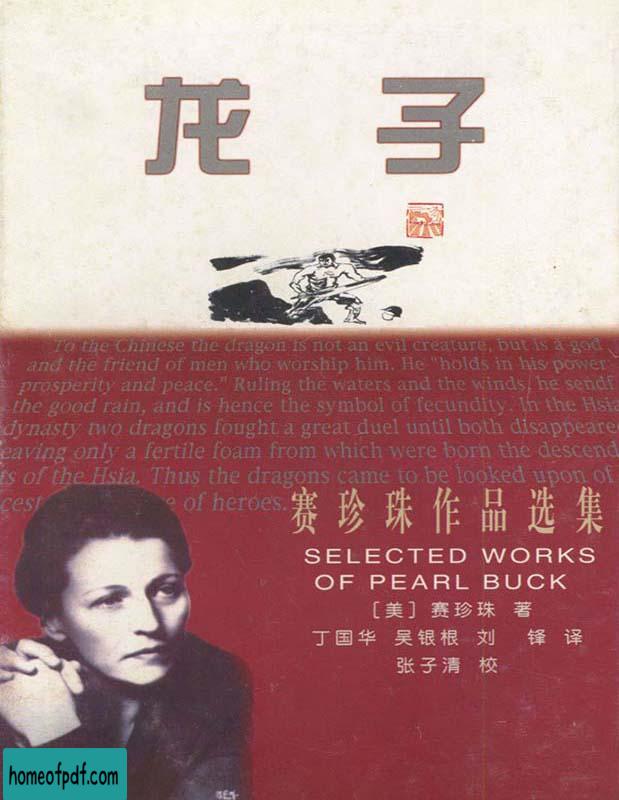 龙 子
To the Chinese the dragon is not an evil creature, but is a god
and the friend of men who worship him. He "holds in his power
prosperity and peace." Ruling the waters and the winds, he send
the good rain, and is hence the symbol of fecundity. In the Hsia
dynasty two dragons fought a great duel until both disappeare
eaving only a fertile foam from which were born the descend
ts of the Hsia. Thus the dragons came to be looked upon of
cest e of heroes.
赛珍珠作品选集
SELECTED WORKS
OF PEARL BUCK
［美］赛珍珠 著
丁国华 吴银根 刘 锋 译
张子清 校
homeofpdf.com